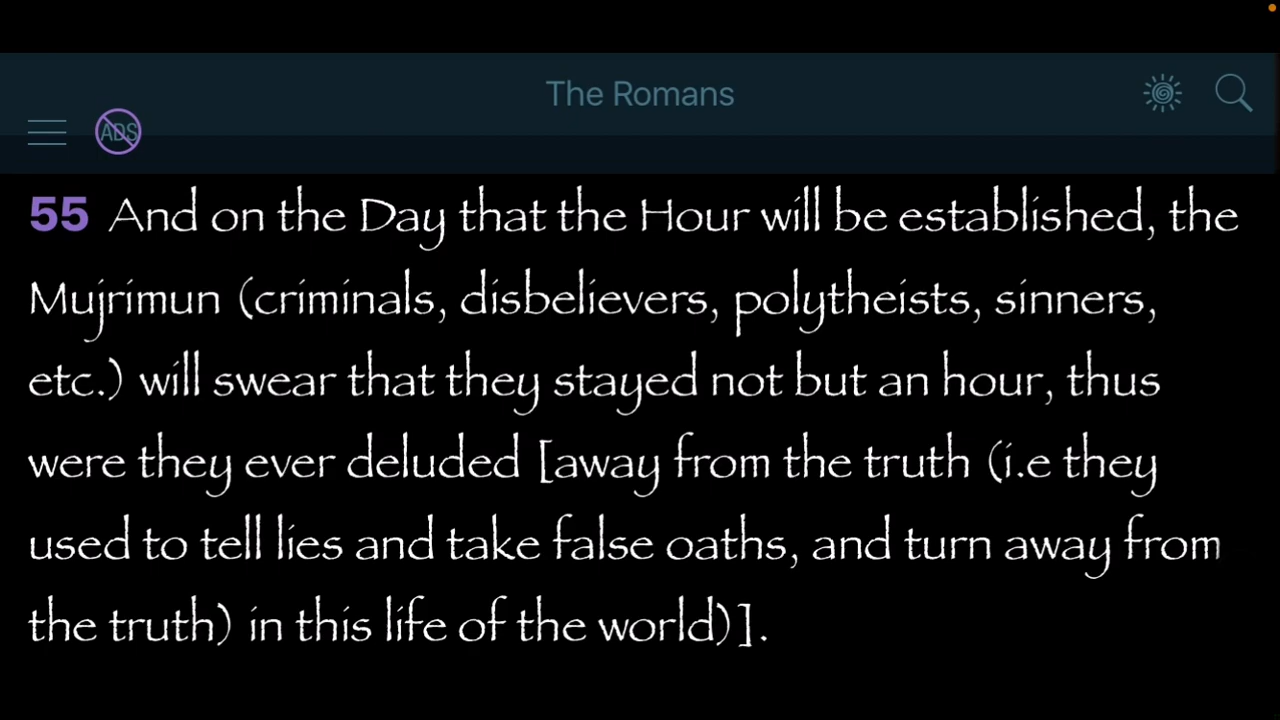 The Romans
ADS
55 And on the Day that the Hour will be established, the
Mujrimun (criminals, disbelievers, polytheists, sinners,
etc.) will swear that they stayed not but an hour, thus
were they ever deluded [away from the truth (i.e they
used to tell lies and take false oaths, and turn away from
the truth) in this life of the world)].